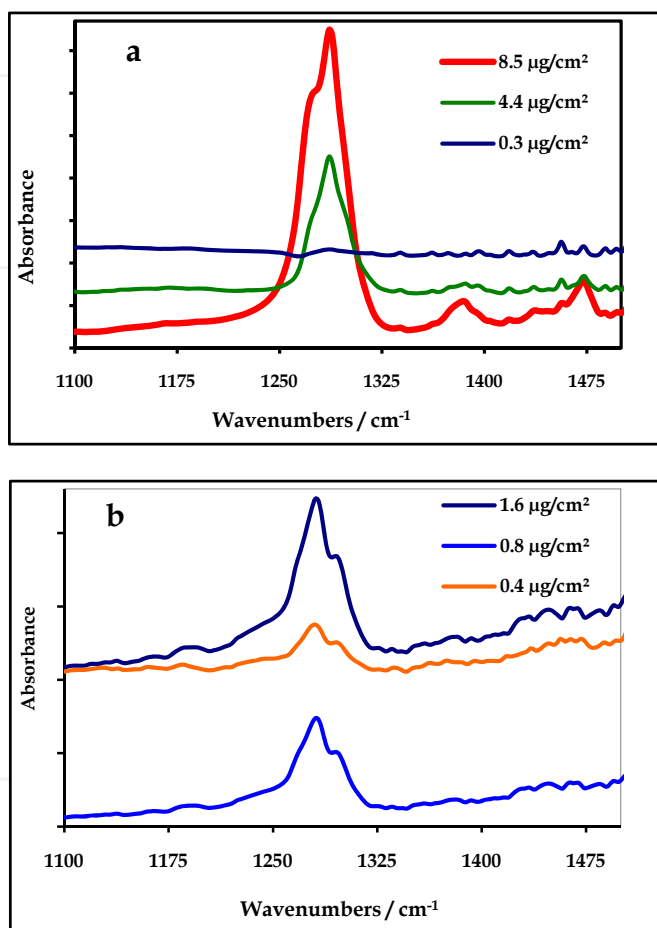 a
8.5 µg/cm²
4.4 µg/cm²
0.3 µg/cm²
Absorbance
1100 1175 1250 1325 1400 1475
Wavenumbers / cm⁻¹
b
1.6 µg/cm²
0.8 µg/cm²
0.4 µg/cm²
Absorbance
1100 1175 1250 1325 1400 1475
Wavenumbers / cm⁻¹